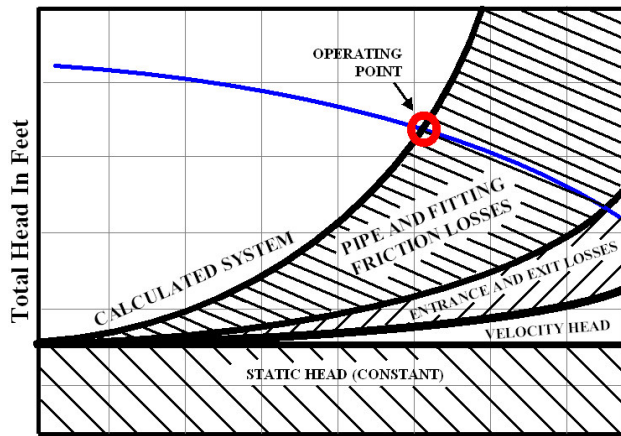 OPERATING
POINT
Total Head In Feet
CALCULATED SYSTEM
PIPE AND FITTING
FRICTION LOSSES
ENTRANCE AND EXIT LOSSES
VELOCITY HEAD
STATIC HEAD (CONSTANT)